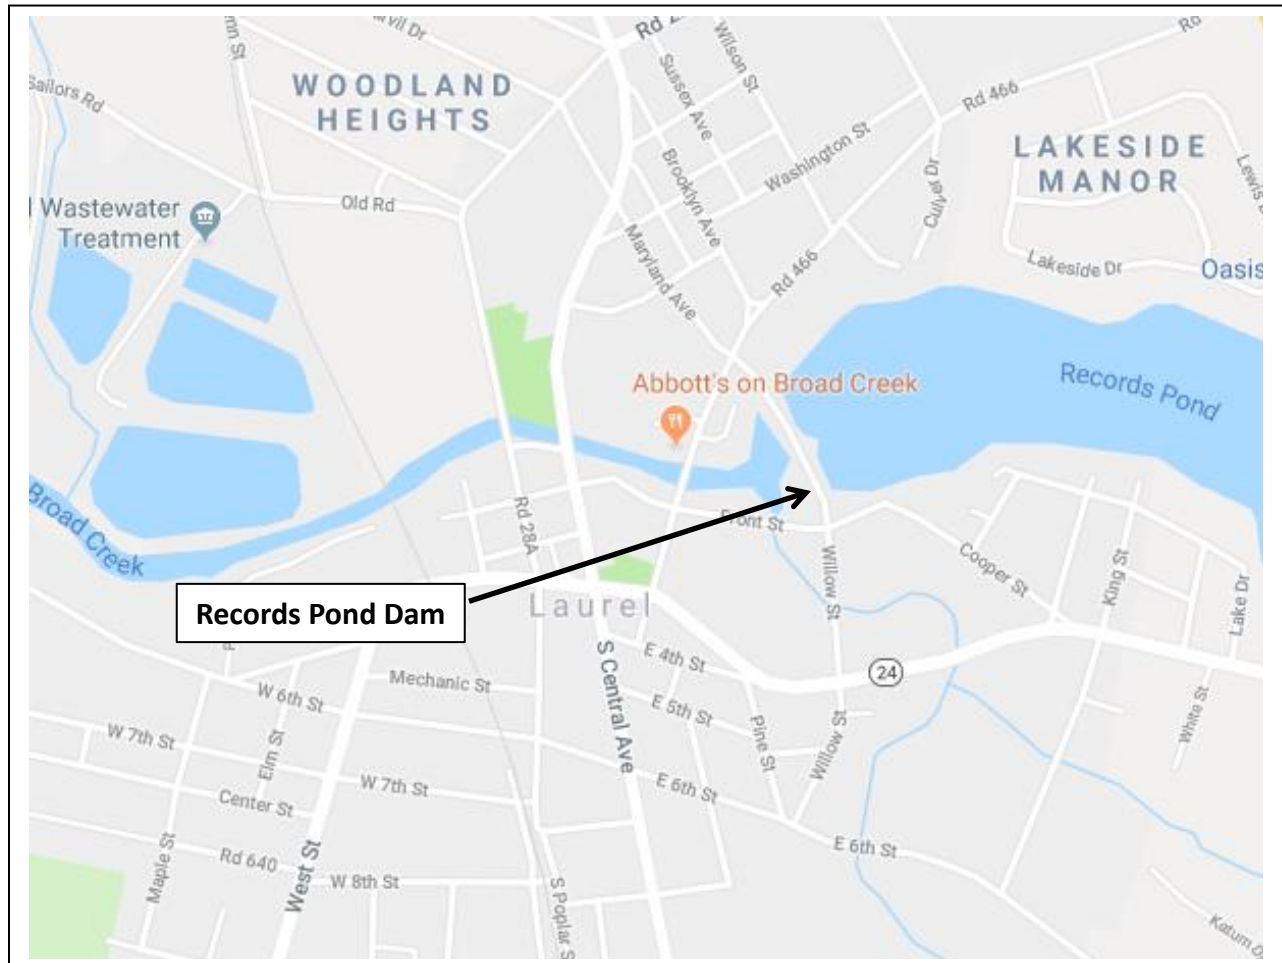 Rd 2
Wilson St
Sussex Ave
Rd
Sailors Rd
WOODLAND
HEIGHTS
Rd 466
Washington St
LAKESIDE
MANOR
Brooklyn Ave
Culver Dr
Old Rd
Wastewater
Treatment
Maryland Ave
Rd 466
Lakeside Dr
Oasis
Abbott's on Broad Creek
Records Pond
Broad Creek
Rd 28A
Front St
Willow St
Cooper St
King St
Lake Dr
Records Pond Dam
Laurel
S Central Ave
E 4th St
24
Mechanic St
W 6th St
E 5th St
Pine St
Willow St
White St
W 7th St
Elm St
W 7th St
E 6th St
Center St
E 6th St
Maple St
Rd 640
West St
W 8th St
S Poplar S
Katum D